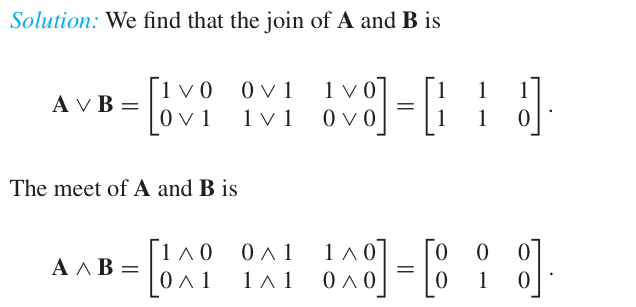 Solution: We find that the join of A and B is
A ∨ B = [1 ∨ 0 0 ∨ 1 1 ∨ 0
0 ∨ 1 1 ∨ 1 0 ∨ 0] = [1 1 1
1 1 0].
The meet of A and B is
A ∧ B = [1 ∧ 0 0 ∧ 1 1 ∧ 0
0 ∧ 1 1 ∧ 1 0 ∧ 0] = [0 0 0
0 1 0].